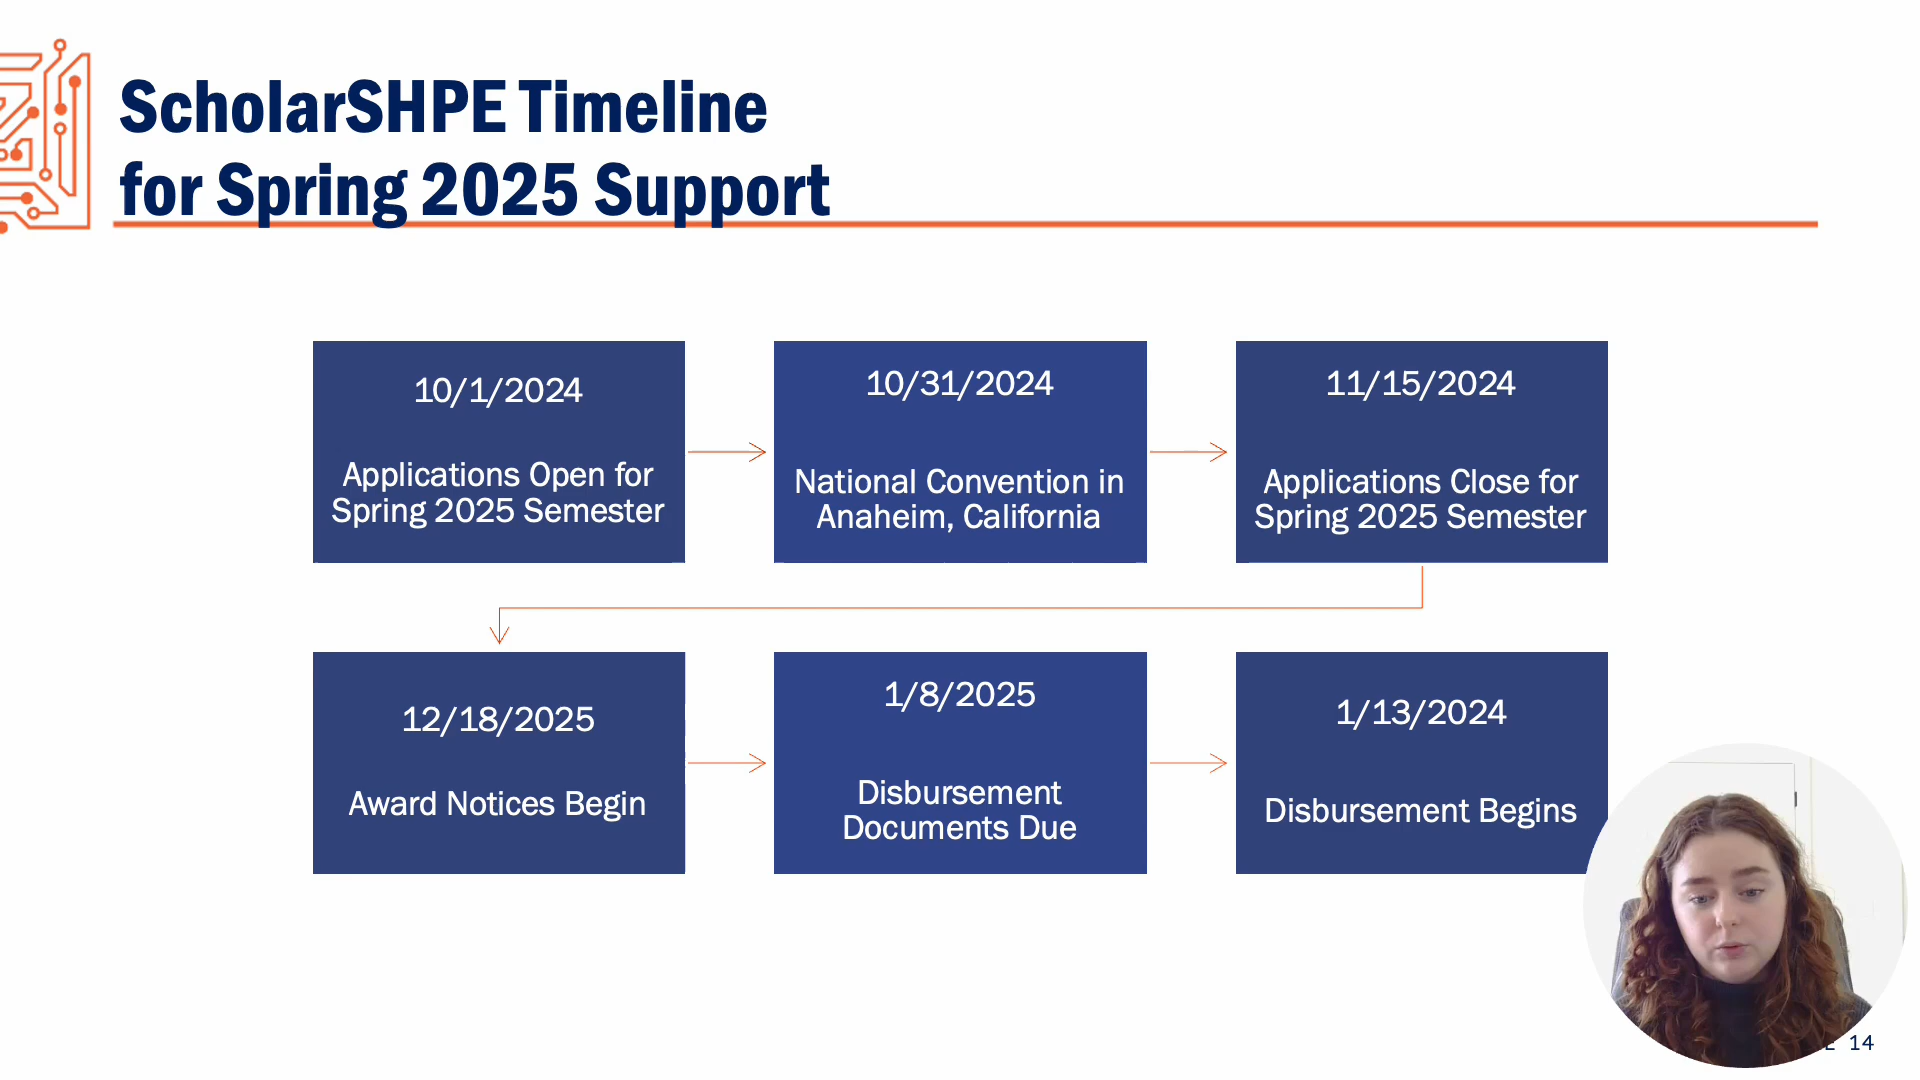 ScholarSHPE Timeline
for Spring 2025 Support
10/1/2024
Applications Open for
Spring 2025 Semester
10/31/2024
National Convention in
Anaheim, California
11/15/2024
Applications Close for
Spring 2025 Semester
12/18/2025
Award Notices Begin
1/8/2025
Disbursement
Documents Due
1/13/2024
Disbursement Begins
14